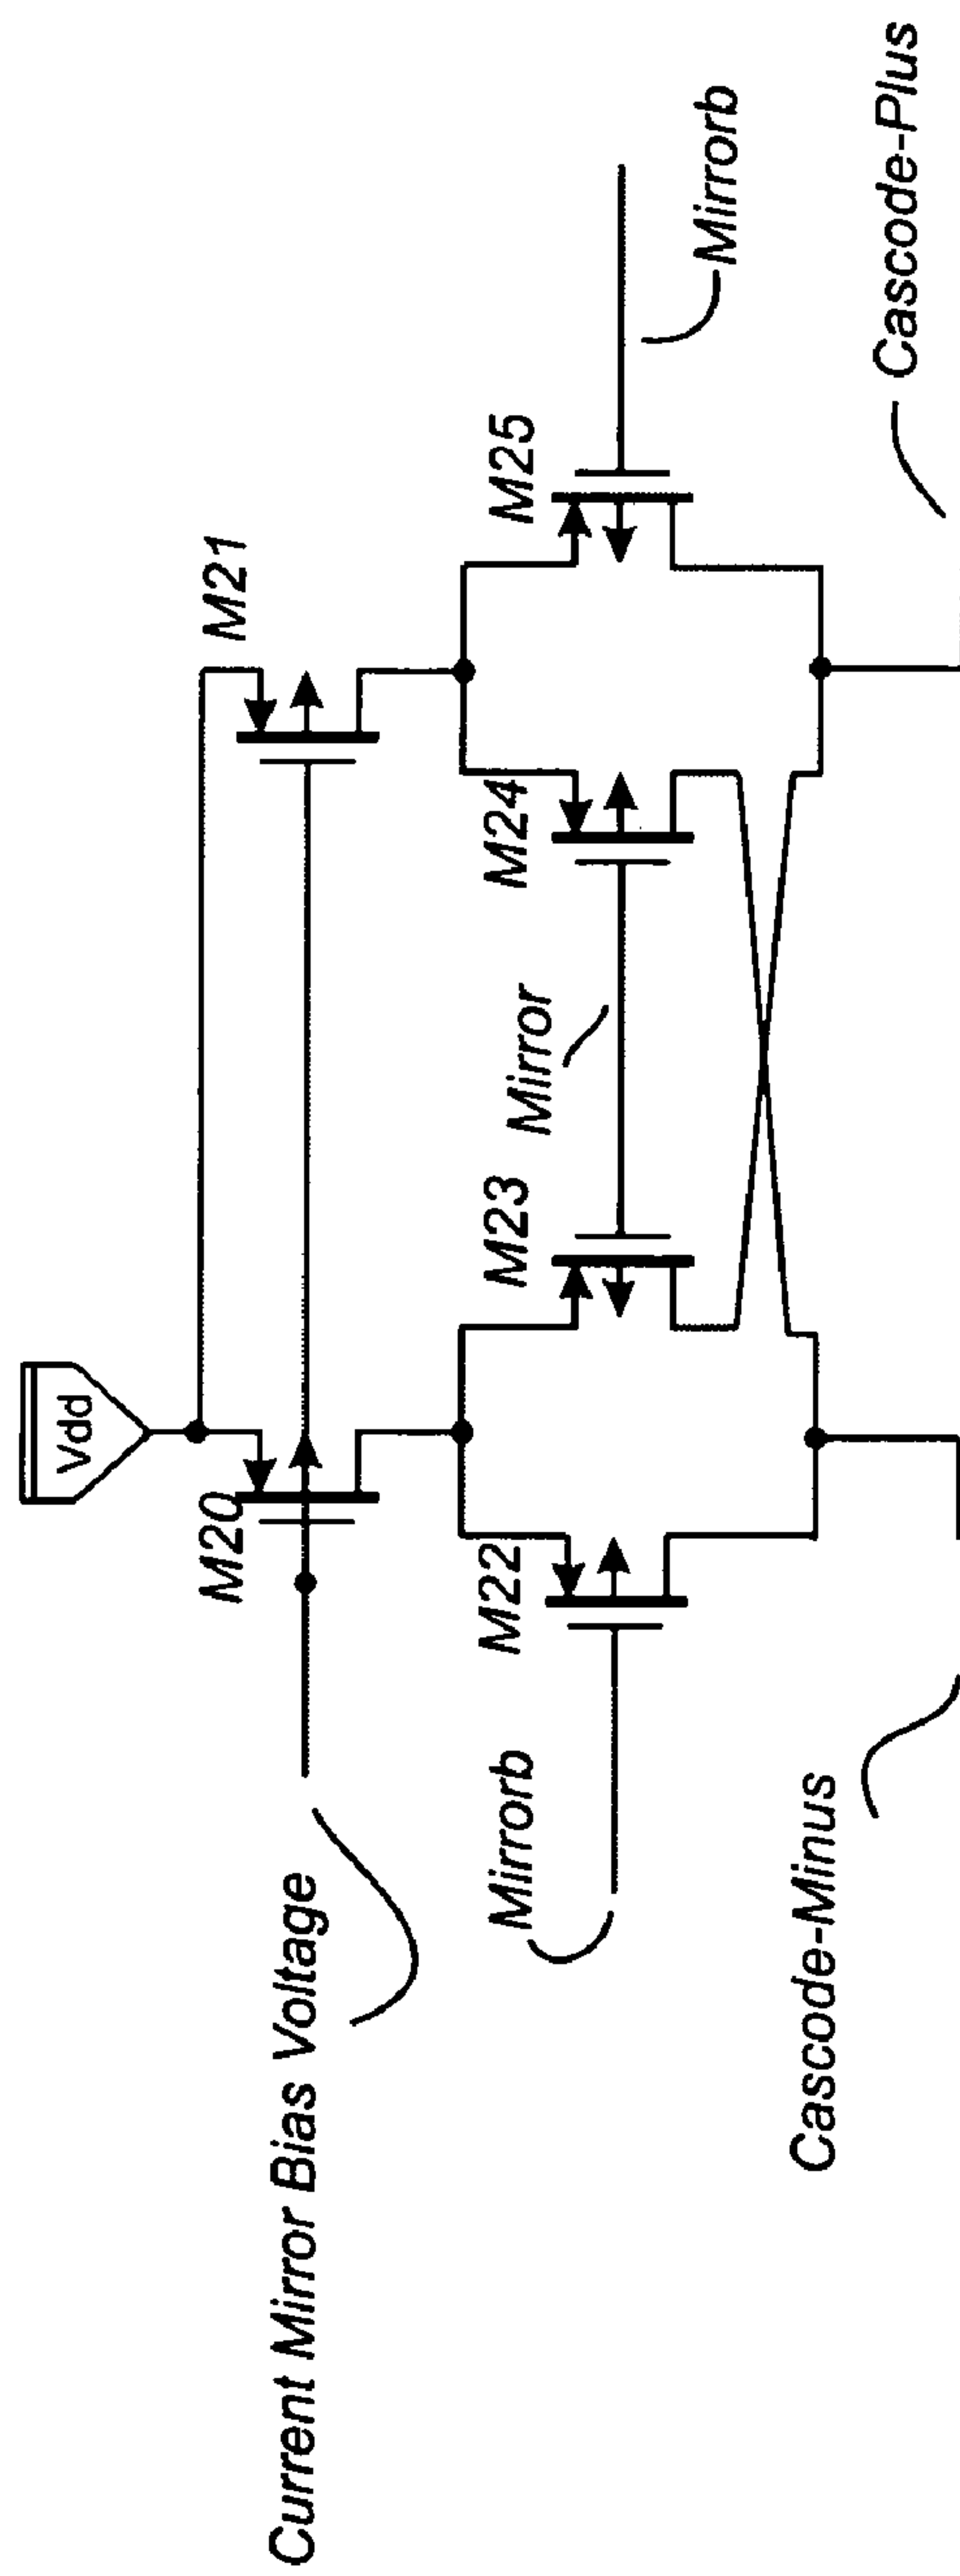 Vdd
M20
M21
Current Mirror Bias Voltage
M22
M23
M24
M25
Mirrorb
Mirror
Mirrorb
Cascode-Minus
Cascode-Plus